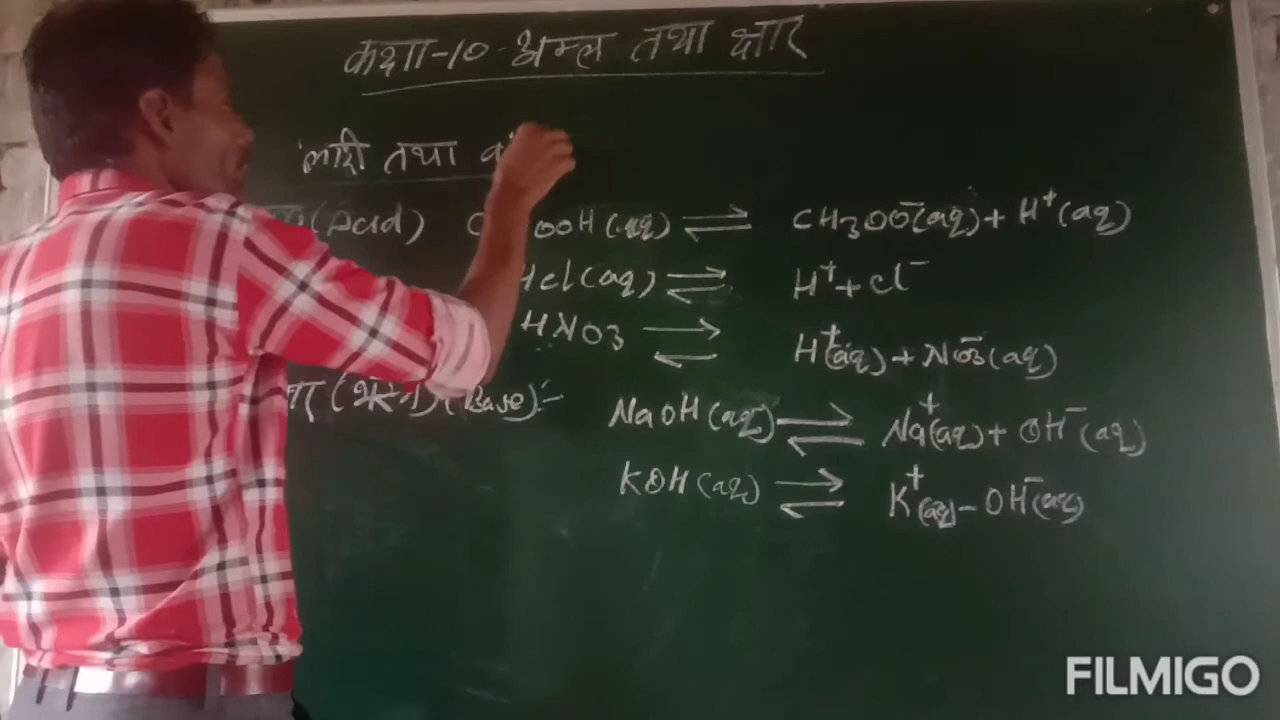 कक्षा-10-अम्ल तथा क्षार
लारी तथा
(Acid) OOH(aq) ⇌ CH3OO⁻(aq) + H⁺(aq)
Hcl(aq) ⇌ H⁺ + cl⁻
HNO3 ⇌ H⁺(aq) + NO3⁻(aq)
(Base):- NaOH(aq) ⇌ Na⁺(aq) + OH⁻(aq)
KOH(aq) ⇌ K⁺(aq) - OH⁻(aq)
FILMIGO